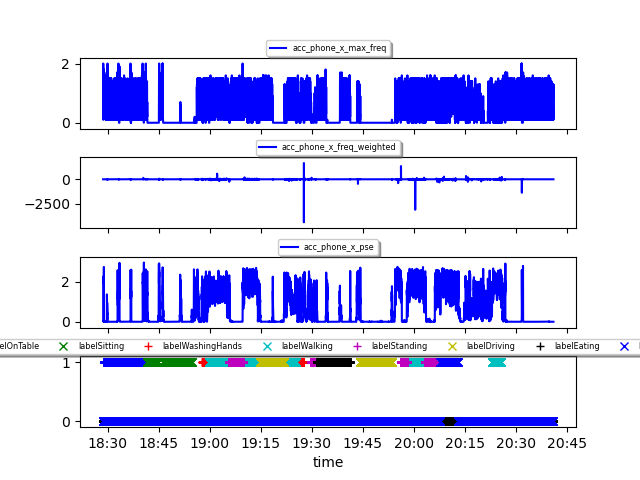 acc_phone_x_max_freq
2
0
acc_phone_x_freq_weighted
0
−2500
acc_phone_x_pse
2
0
elOnTable labelSitting labelWashingHands labelWalking labelStanding labelDriving labelEating
1
0
18:30 18:45 19:00 19:15 19:30 19:45 20:00 20:15 20:30 20:45
time